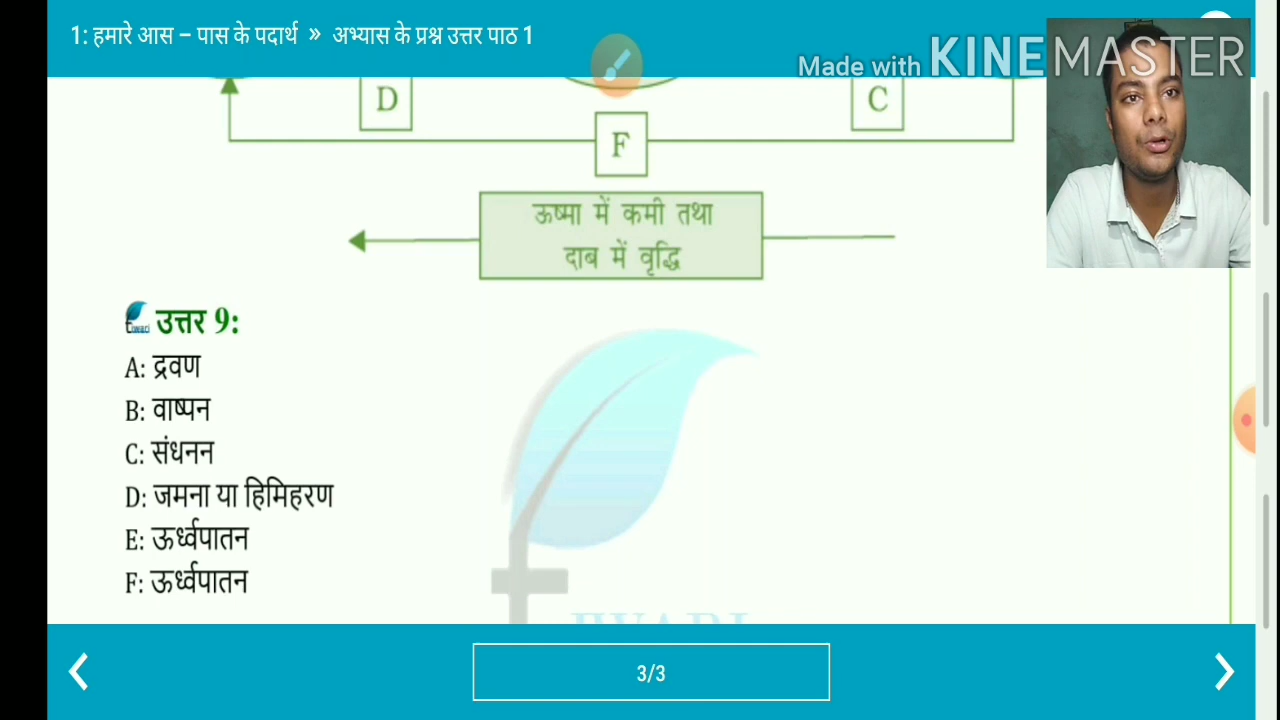 1: हमारे आस – पास के पदार्थ » अभ्यास के प्रश्न उत्तर पाठ 1
Made with KINEMASTER
D
C
F
ऊष्मा में कमी तथा
दाब में वृद्धि
उत्तर 9:
A: द्रवण
B: वाष्पन
C: संधनन
D: जमना या हिमिहरण
E: ऊर्ध्वपातन
F: ऊर्ध्वपातन
3/3